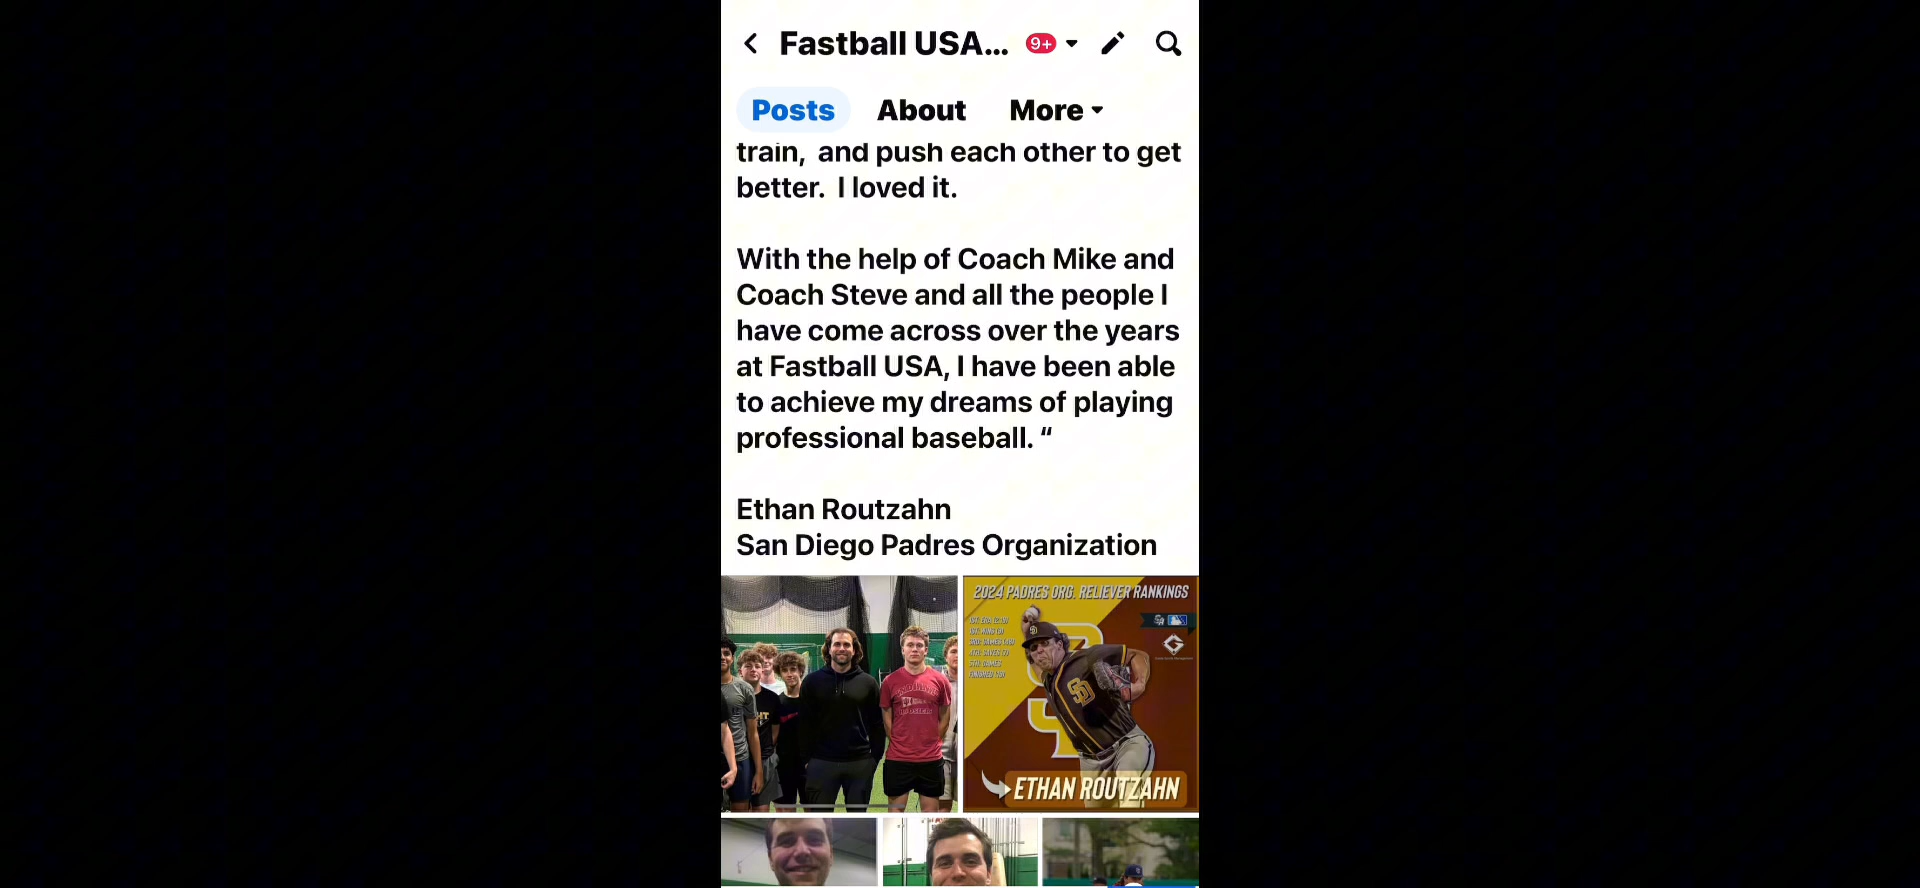 Fastball USA... 9+
Posts About More
train, and push each other to get
better. I loved it.
With the help of Coach Mike and
Coach Steve and all the people I
have come across over the years
at Fastball USA, I have been able
to achieve my dreams of playing
professional baseball. “
Ethan Routzahn
San Diego Padres Organization
2024 PADRES ORG. RELIEVER RANKINGS
SD
ETHAN ROUTZAHN